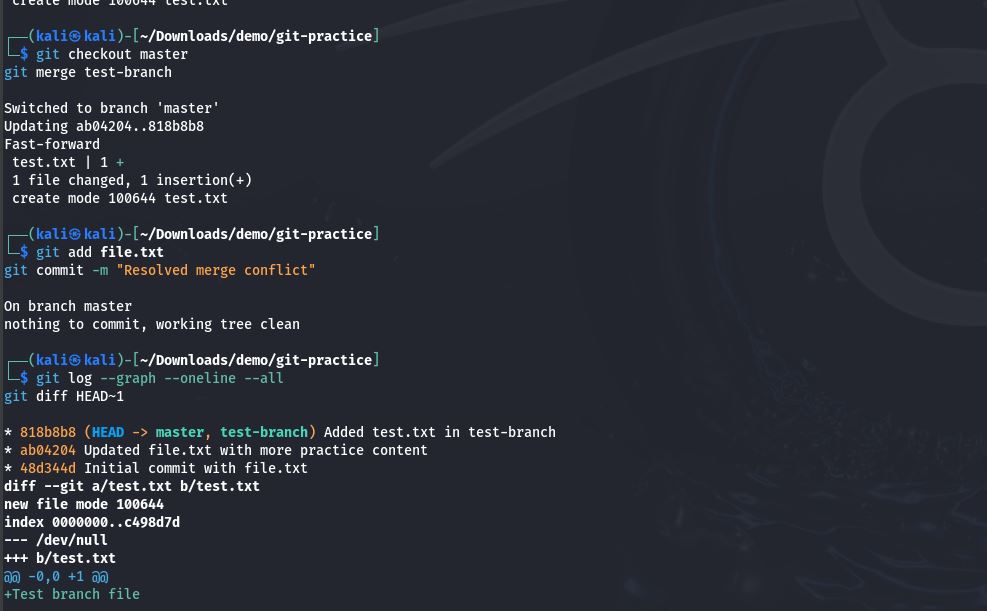 create mode 100644 test.txt
┌──(kali㉿kali)-[~/Downloads/demo/git-practice]
└─$ git checkout master
git merge test-branch
Switched to branch 'master'
Updating ab04204..818b8b8
Fast-forward
test.txt | 1 +
1 file changed, 1 insertion(+)
create mode 100644 test.txt
┌──(kali㉿kali)-[~/Downloads/demo/git-practice]
└─$ git add file.txt
git commit -m "Resolved merge conflict"
On branch master
nothing to commit, working tree clean
┌──(kali㉿kali)-[~/Downloads/demo/git-practice]
└─$ git log --graph --oneline --all
git diff HEAD~1
* 818b8b8 (HEAD -> master, test-branch) Added test.txt in test-branch
* ab04204 Updated file.txt with more practice content
* 48d344d Initial commit with file.txt
diff --git a/test.txt b/test.txt
new file mode 100644
index 0000000..c498d7d
--- /dev/null
+++ b/test.txt
@@ -0,0 +1 @@
+Test branch file